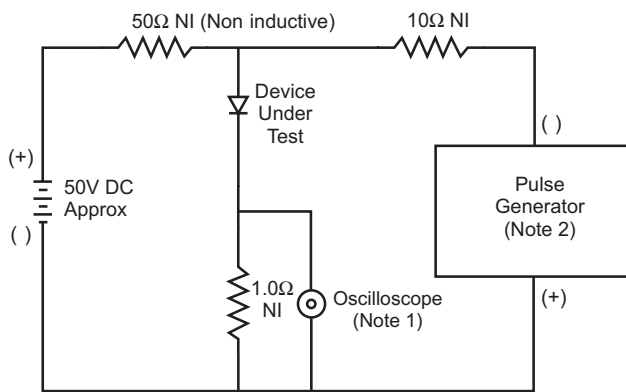 50Ω NI (Non inductive)
10Ω NI
Device
Under
Test
(+)
50V DC
Approx
( )
( )
Pulse
Generator
(Note 2)
(+)
1.0Ω
NI
Oscilloscope
(Note 1)